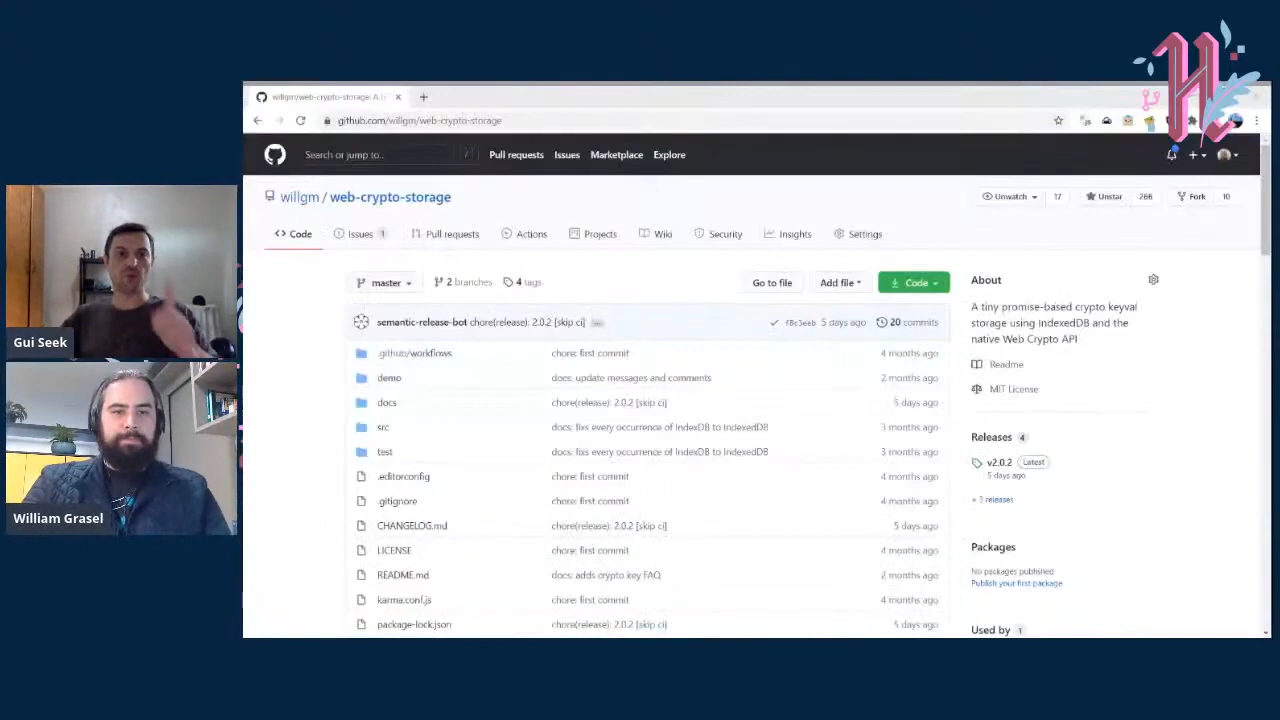 willgm/web-crypto-storage: A t
github.com/willgm/web-crypto-storage
Search or jump to...
/
Pull requests Issues Marketplace Explore
willgm / web-crypto-storage
Unwatch 17 Unstar 266 Fork 10
Code Issues 1 Pull requests Actions Projects Wiki Security Insights Settings
master 2 branches 4 tags Go to file Add file Code
semantic-release-bot chore(release): 2.0.2 [skip ci] ... f8c3eeb 5 days ago 20 commits
.github/workflows chore: first commit 4 months ago
demo docs: update messages and comments 2 months ago
docs chore(release): 2.0.2 [skip ci] 5 days ago
src docs: fixs every occurrence of IndexDB to IndexedDB 3 months ago
test docs: fixs every occurrence of IndexDB to IndexedDB 3 months ago
.editorconfig chore: first commit 4 months ago
.gitignore chore: first commit 4 months ago
CHANGELOG.md chore(release): 2.0.2 [skip ci] 5 days ago
LICENSE chore: first commit 4 months ago
README.md docs: adds crypto key FAQ 2 months ago
karma.conf.js chore: first commit 4 months ago
package-lock.json chore(release): 2.0.2 [skip ci] 5 days ago
About
A tiny promise-based crypto keyval
storage using IndexedDB and the
native Web Crypto API
Readme
MIT License
Releases 4
v2.0.2 Latest
5 days ago
+ 3 releases
Packages
No packages published
Publish your first package
Used by 1
Gui Seek
William Grasel
H